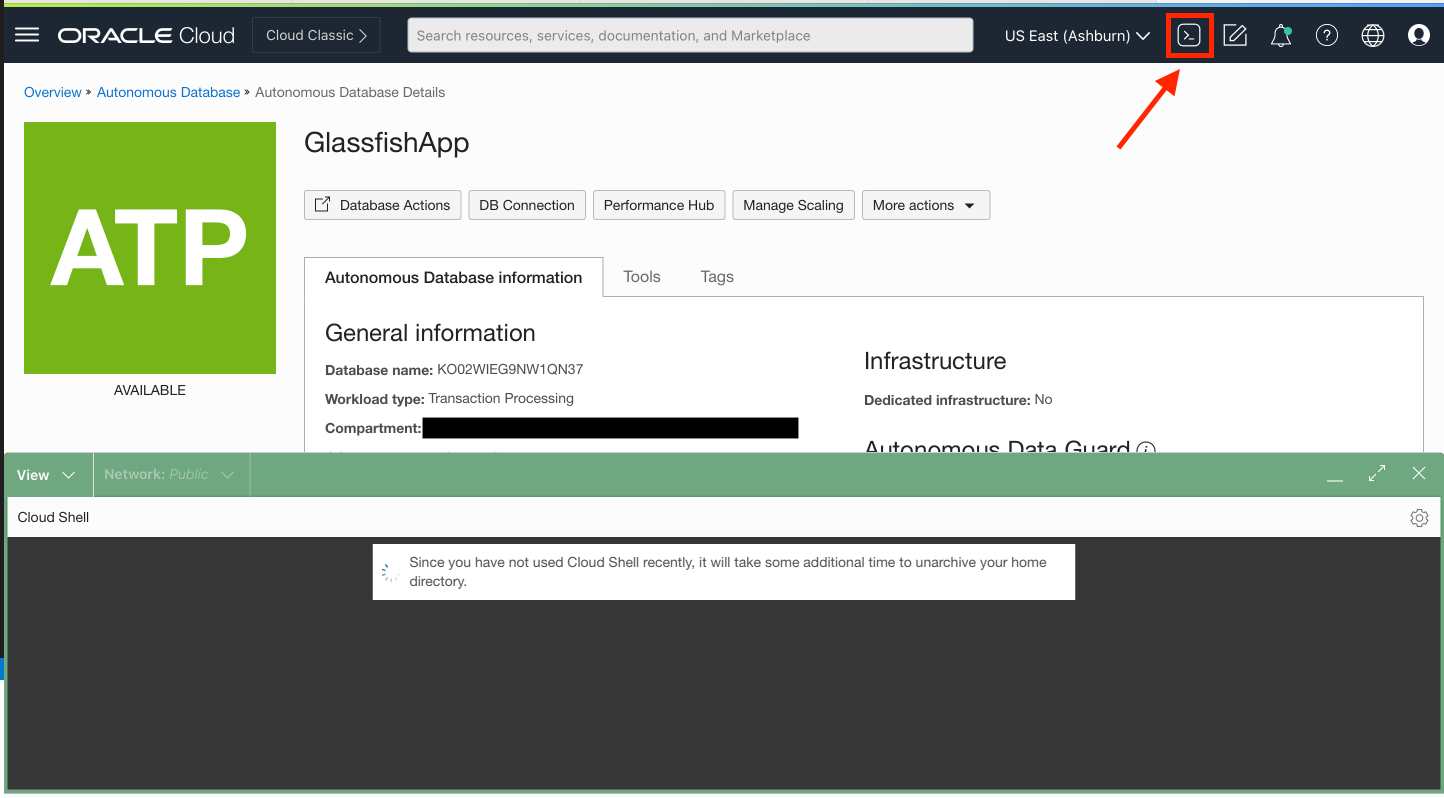 ORACLE Cloud Cloud Classic Search resources, services, documentation, and Marketplace US East (Ashburn)
Overview » Autonomous Database » Autonomous Database Details
ATP
AVAILABLE
GlassfishApp
Database Actions DB Connection Performance Hub Manage Scaling More actions
Autonomous Database information Tools Tags
General information
Database name: KO02WIEG9NW1QN37
Workload type: Transaction Processing
Compartment:
Infrastructure
Dedicated infrastructure: No
Autonomous Data Guard
View Network: Public
Cloud Shell
Since you have not used Cloud Shell recently, it will take some additional time to unarchive your home
directory.